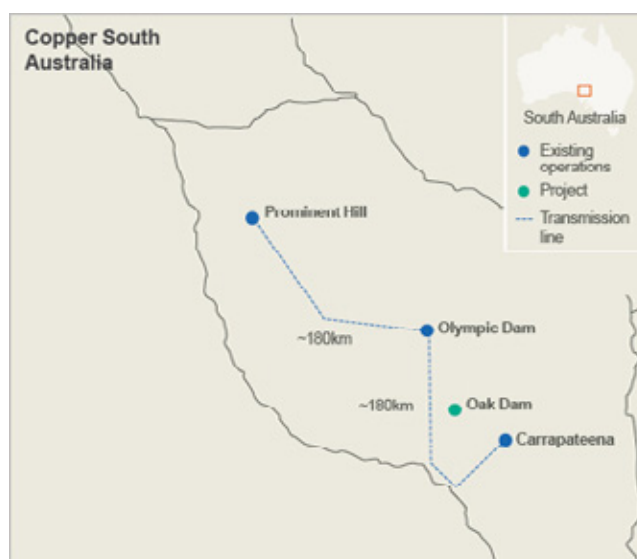 Copper South
Australia
South Australia
Existing
operations
Project
Transmission
line
Prominent Hill
Olympic Dam
~180km
~180km
Oak Dam
Carrapateena